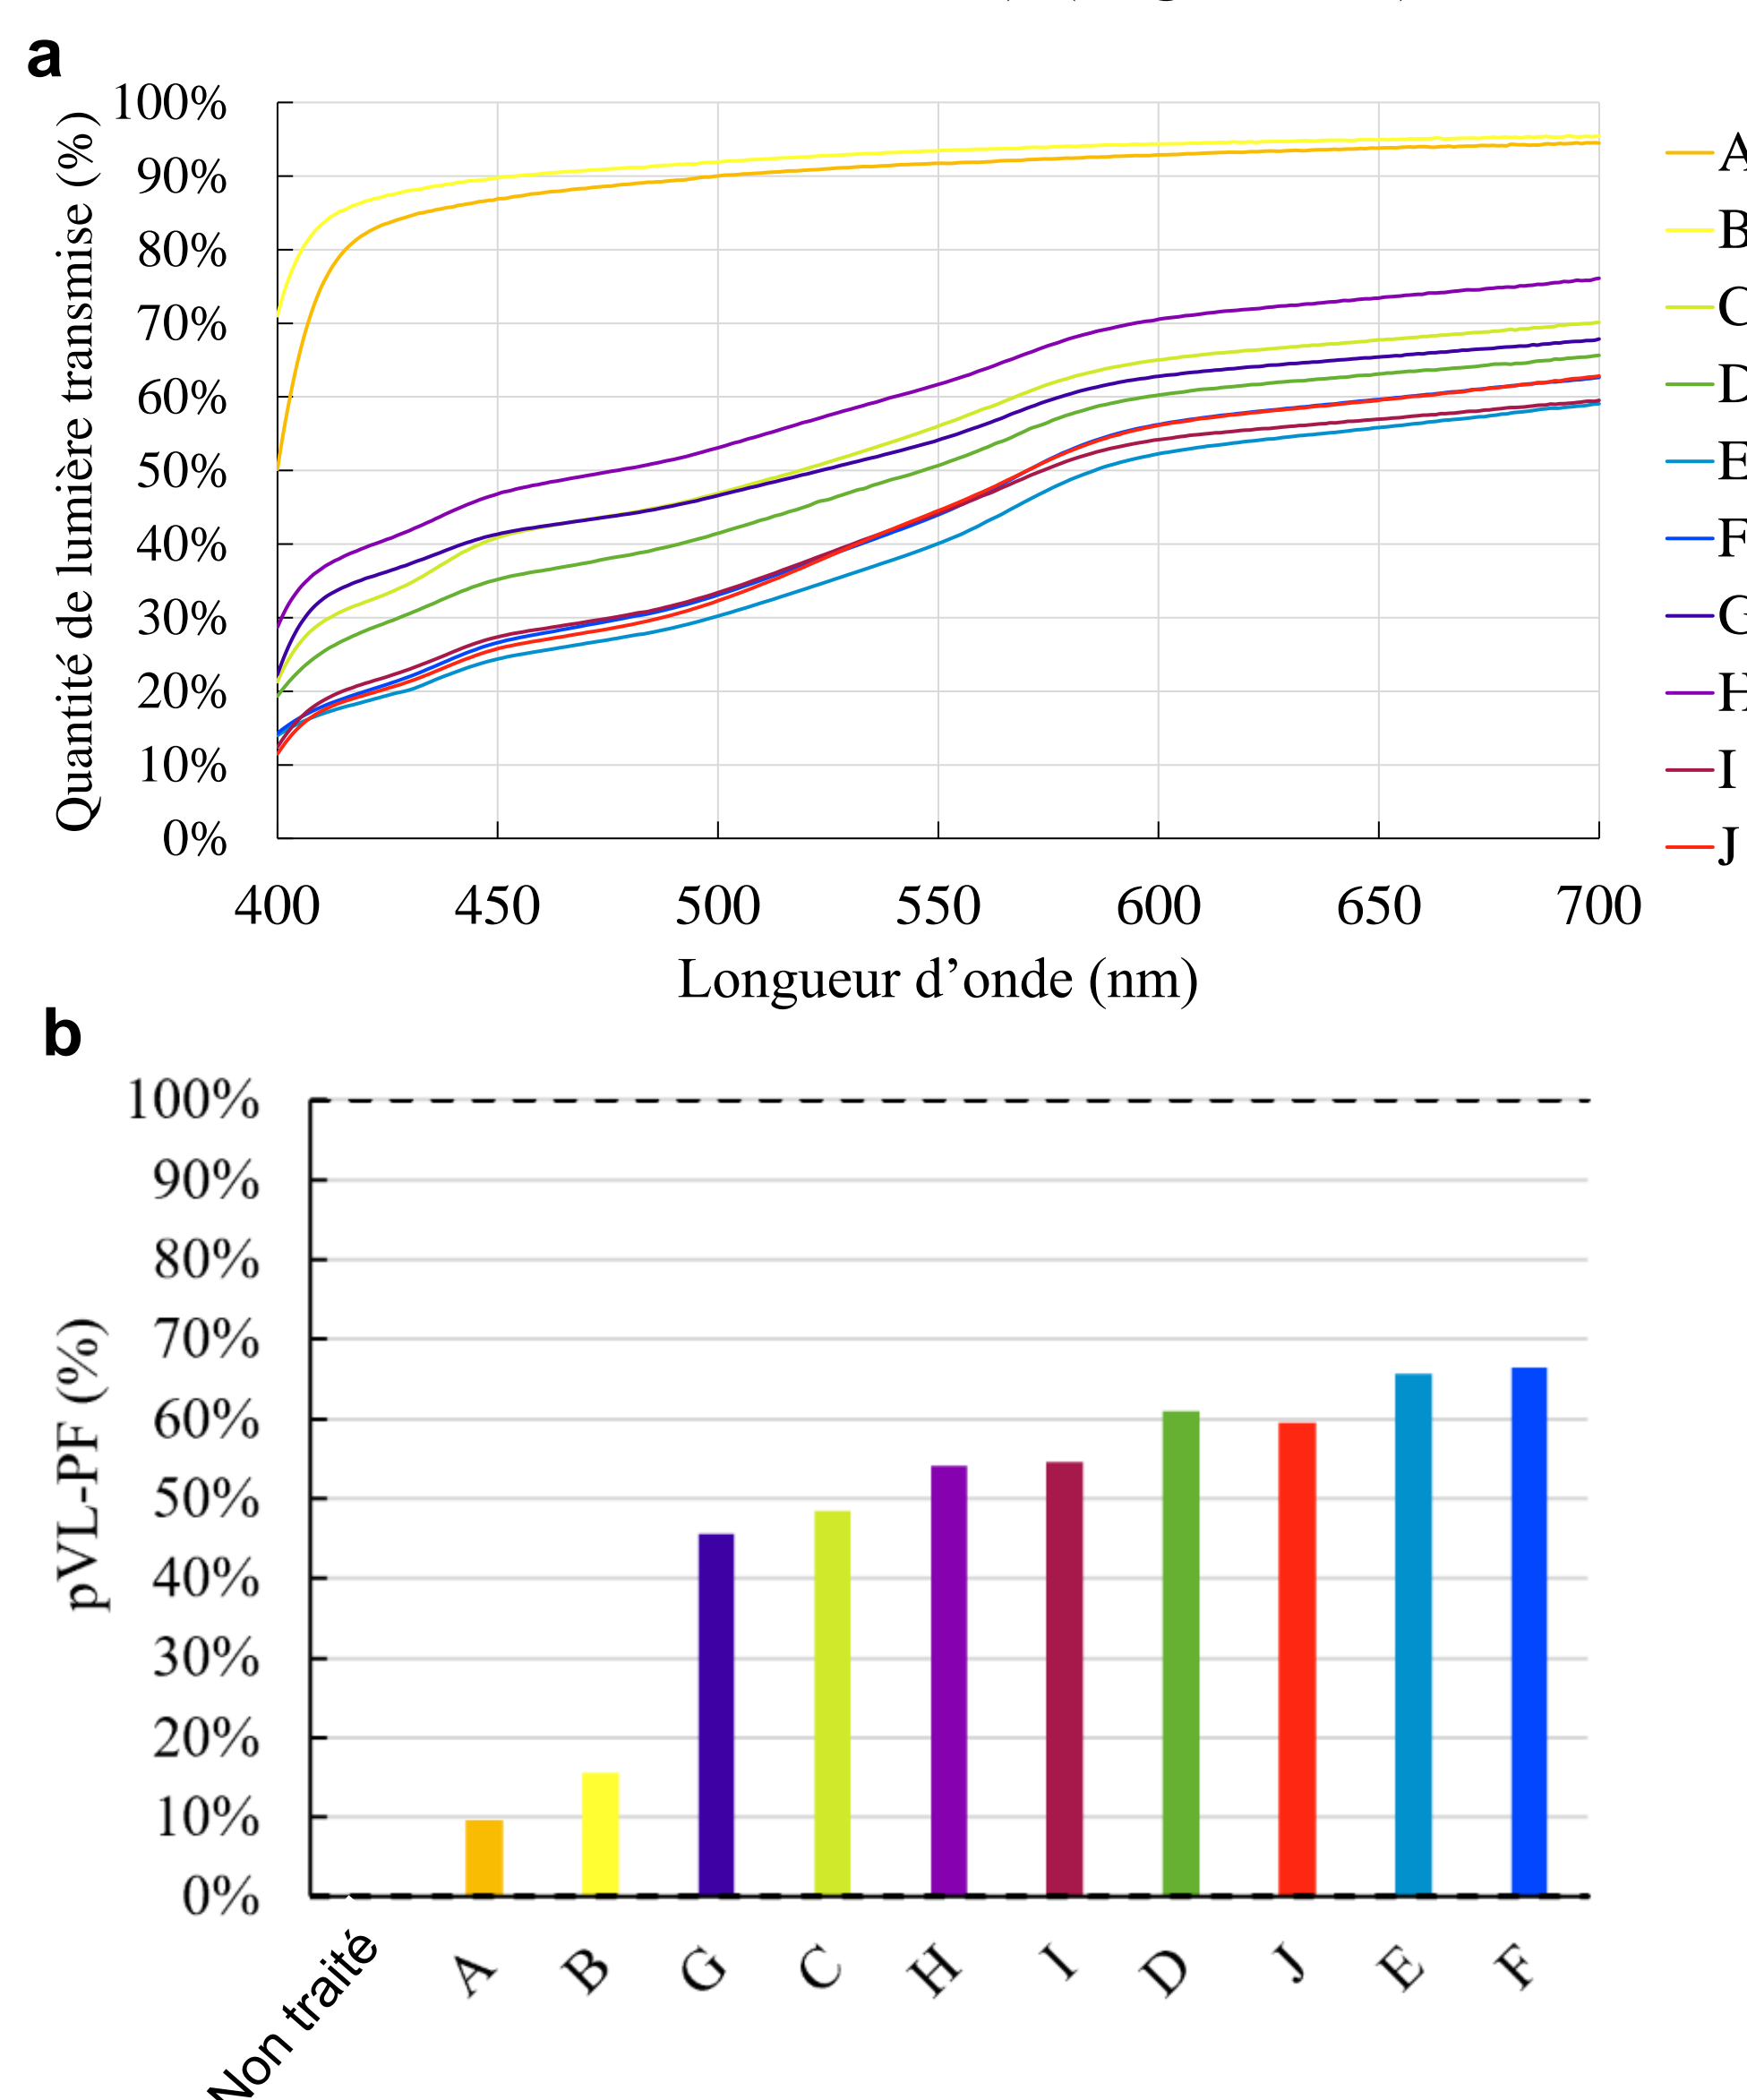 a
Quantité de lumière transmise (%)
100%
90%
80%
70%
60%
50%
40%
30%
20%
10%
0%
400 450 500 550 600 650 700
Longueur d’onde (nm)
A
B
C
D
E
F
G
H
I
J
b
pVL-PF (%)
100%
90%
80%
70%
60%
50%
40%
30%
20%
10%
0%
Non traité A B G C H I D J E F